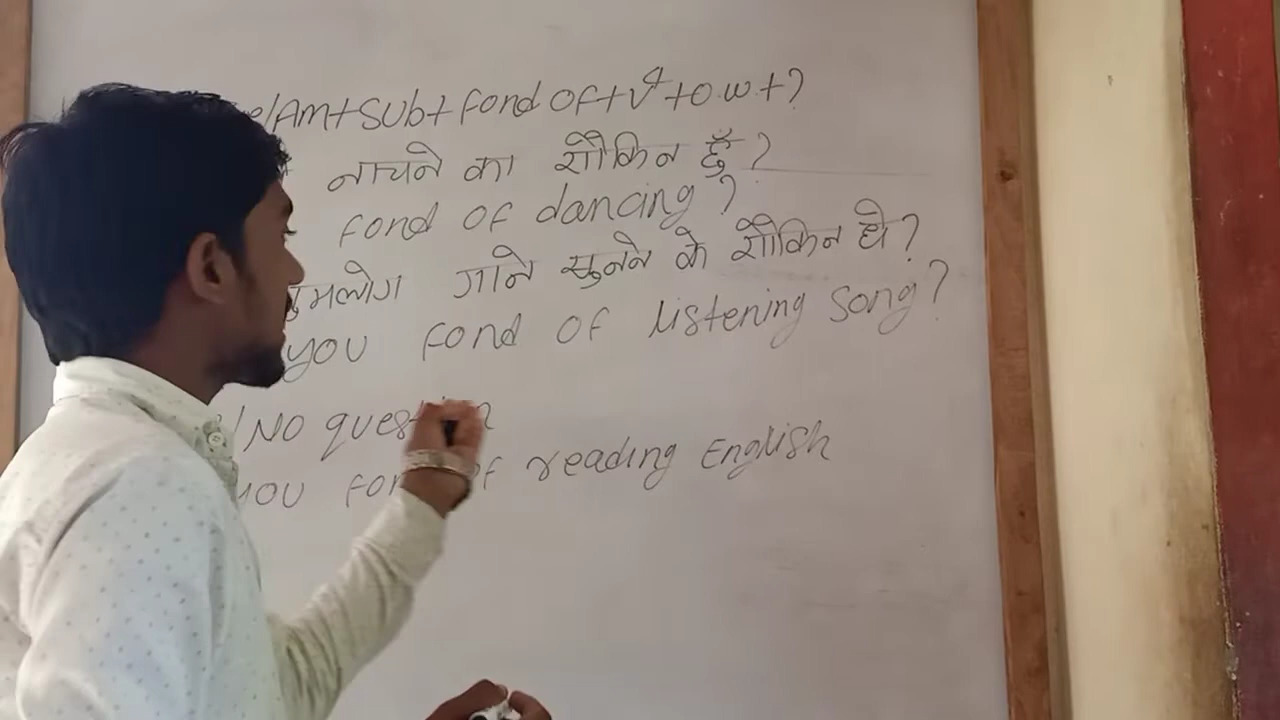 /Am+Sub+fond of+V⁴+o.w+?
नाचने का शौकिन हूँ?
fond of dancing?
तुमलोग गाने सुनने के शौकिन थे?
you fond of listening song?
/No question
you fond of reading English